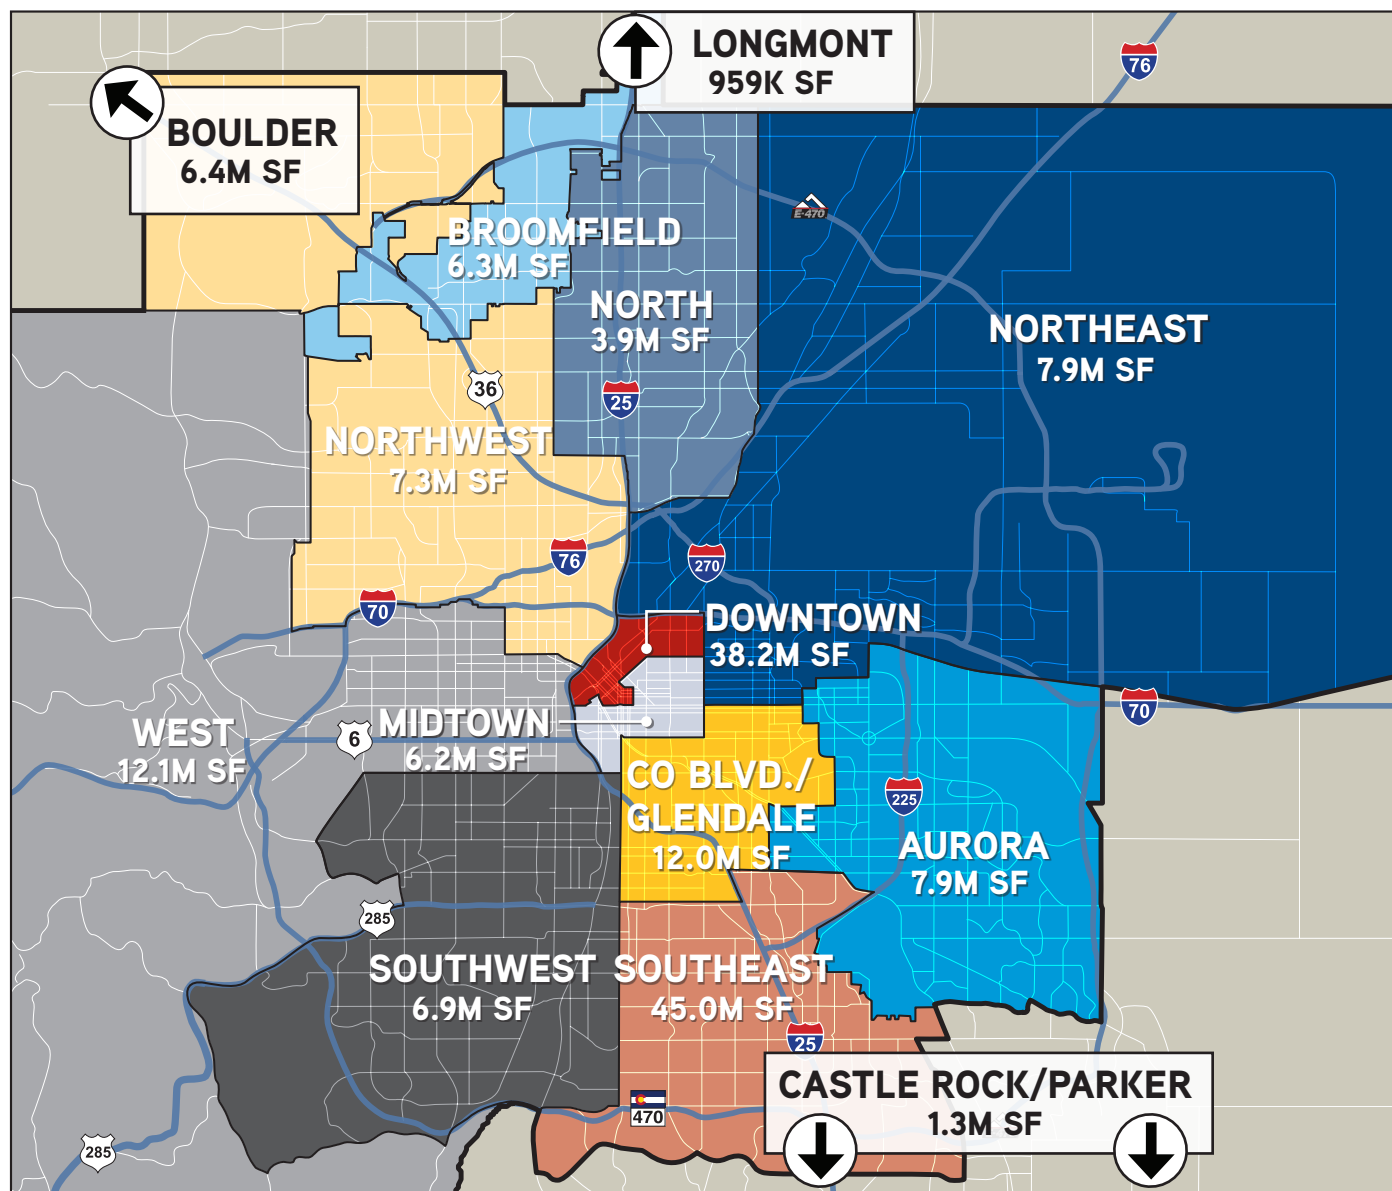 LONGMONT
959K SF
76
BOULDER
6.4M SF
E-470
BROOMFIELD
6.3M SF
NORTH
3.9M SF
NORTHEAST
7.9M SF
36
25
NORTHWEST
7.3M SF
76
270
70
DOWNTOWN
38.2M SF
70
WEST
12.1M SF
6
MIDTOWN
6.2M SF
CO BLVD./
GLENDALE
12.0M SF
225
AURORA
7.9M SF
285
SOUTHWEST
6.9M SF
SOUTHEAST
45.0M SF
25
CASTLE ROCK/PARKER
1.3M SF
470
285